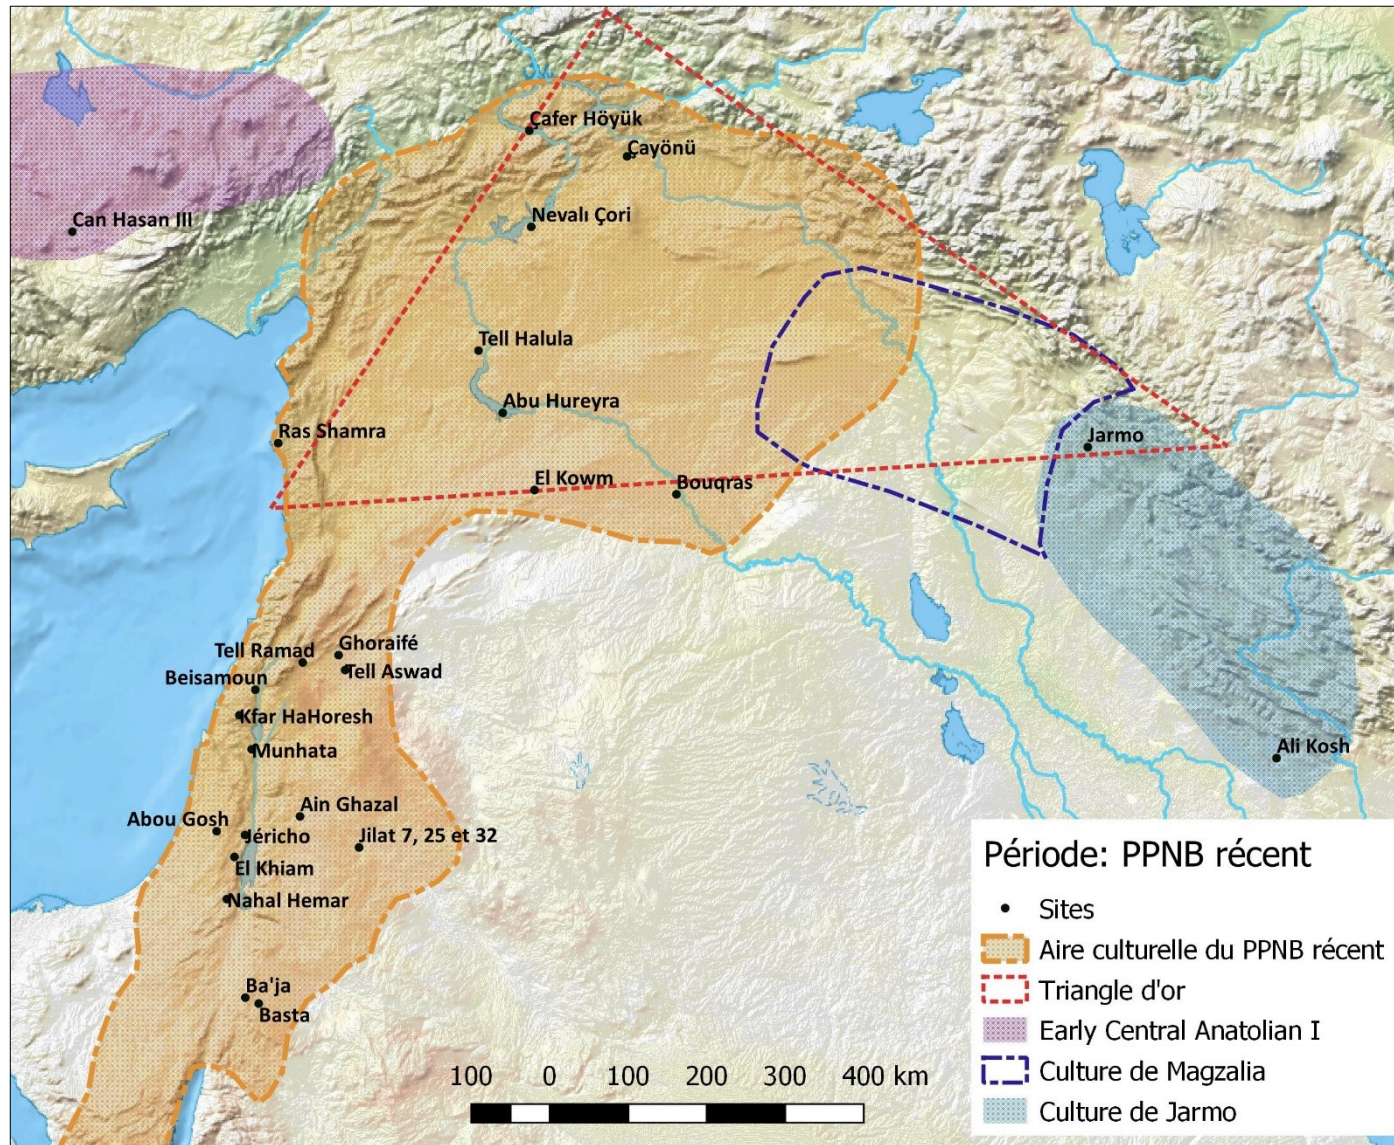 Çafer Höyük
Çayönü
Can Hasan III
Nevalı Çori
Tell Halula
Abu Hureyra
Ras Shamra
Jarmo
El Kowm
Bouqras
Ghoraifé
Tell Ramad
Tell Aswad
Beisamoun
Kfar HaHoresh
Munhata
Ali Kosh
Ain Ghazal
Abou Gosh
Jéricho
Jilat 7, 25 et 32
El Khiam
Nahal Hemar
Ba'ja
Basta
Période: PPNB récent
Sites
Aire culturelle du PPNB récent
Triangle d'or
Early Central Anatolian I
Culture de Magzalia
Culture de Jarmo
100 0 100 200 300 400 km